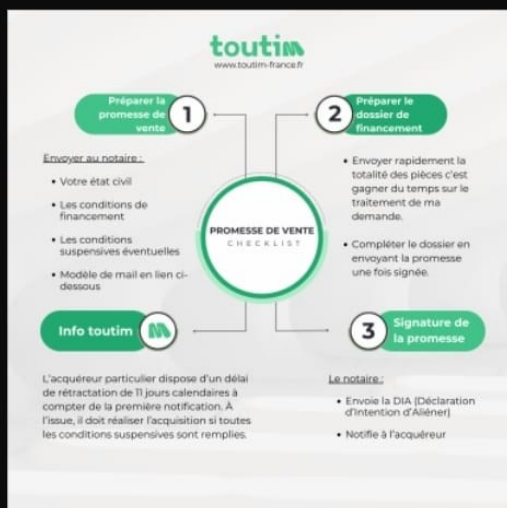 toutim
www.toutim-france.fr
Préparer la
promesse de
vente
1
Envoyer au notaire :
• Votre état civil
• Les conditions de
financement
• Les conditions
suspensives éventuelles
• Modèle de mail en lien ci-
dessous
2
Préparer le
dossier de
financement
• Envoyer rapidement la
totalité des pièces c'est
gagner du temps sur le
traitement de ma
demande.
• Compléter le dossier en
envoyant la promesse
une fois signée.
PROMESSE DE VENTE
CHECKLIST
Info toutim
L'acquéreur particulier dispose d'un délai
de rétractation de 11 jours calendaires à
compter de la première notification. À
l'issue, il doit réaliser l'acquisition si toutes
les conditions suspensives sont remplies.
3
Signature de
la promesse
Le notaire :
• Envoie la DIA (Déclaration
d'Intention d'Aliéner)
• Notifie à l'acquéreur